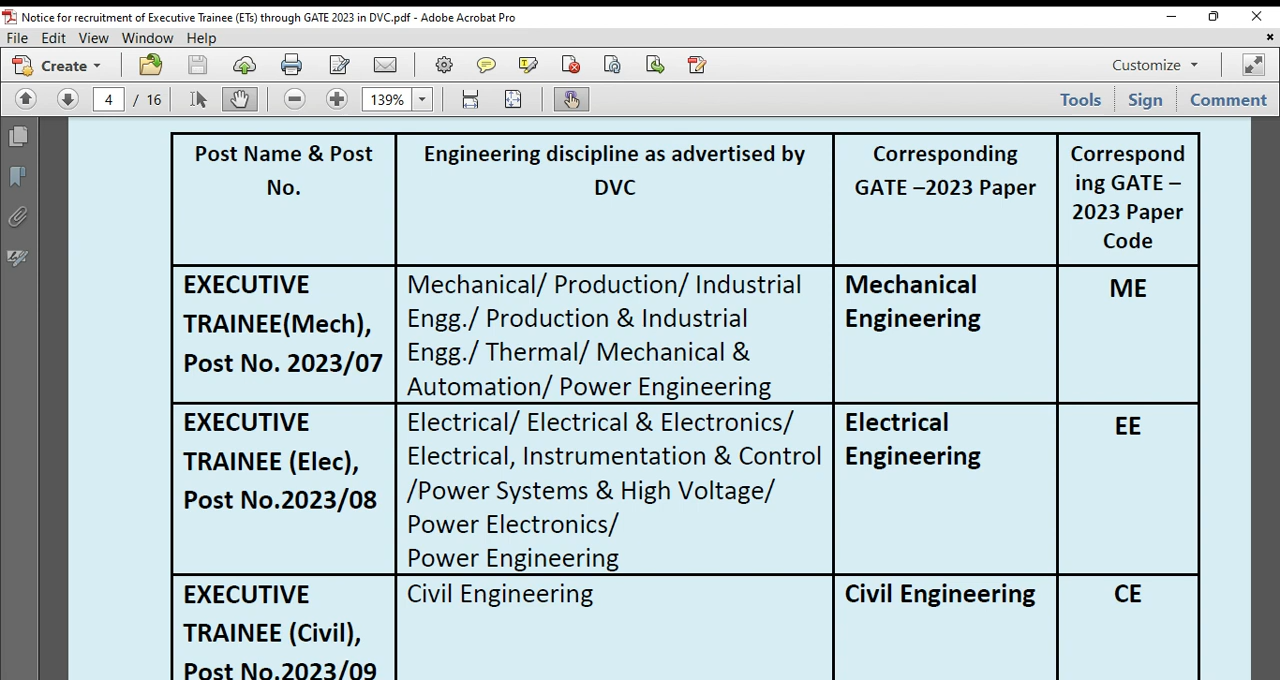 Notice for recruitment of Executive Trainee (ETs) through GATE 2023 in DVC.pdf - Adobe Acrobat Pro
File Edit View Window Help
Create Customize
4 / 16 139% Tools Sign Comment
Post Name & Post
No.
Engineering discipline as advertised by
DVC
Corresponding
GATE –2023 Paper
Correspond
ing GATE –
2023 Paper
Code
EXECUTIVE
TRAINEE(Mech),
Post No. 2023/07
Mechanical/ Production/ Industrial
Engg./ Production & Industrial
Engg./ Thermal/ Mechanical &
Automation/ Power Engineering
Mechanical
Engineering
ME
EXECUTIVE
TRAINEE (Elec),
Post No.2023/08
Electrical/ Electrical & Electronics/
Electrical, Instrumentation & Control
/Power Systems & High Voltage/
Power Electronics/
Power Engineering
Electrical
Engineering
EE
EXECUTIVE
TRAINEE (Civil),
Post No.2023/09
Civil Engineering
Civil Engineering
CE